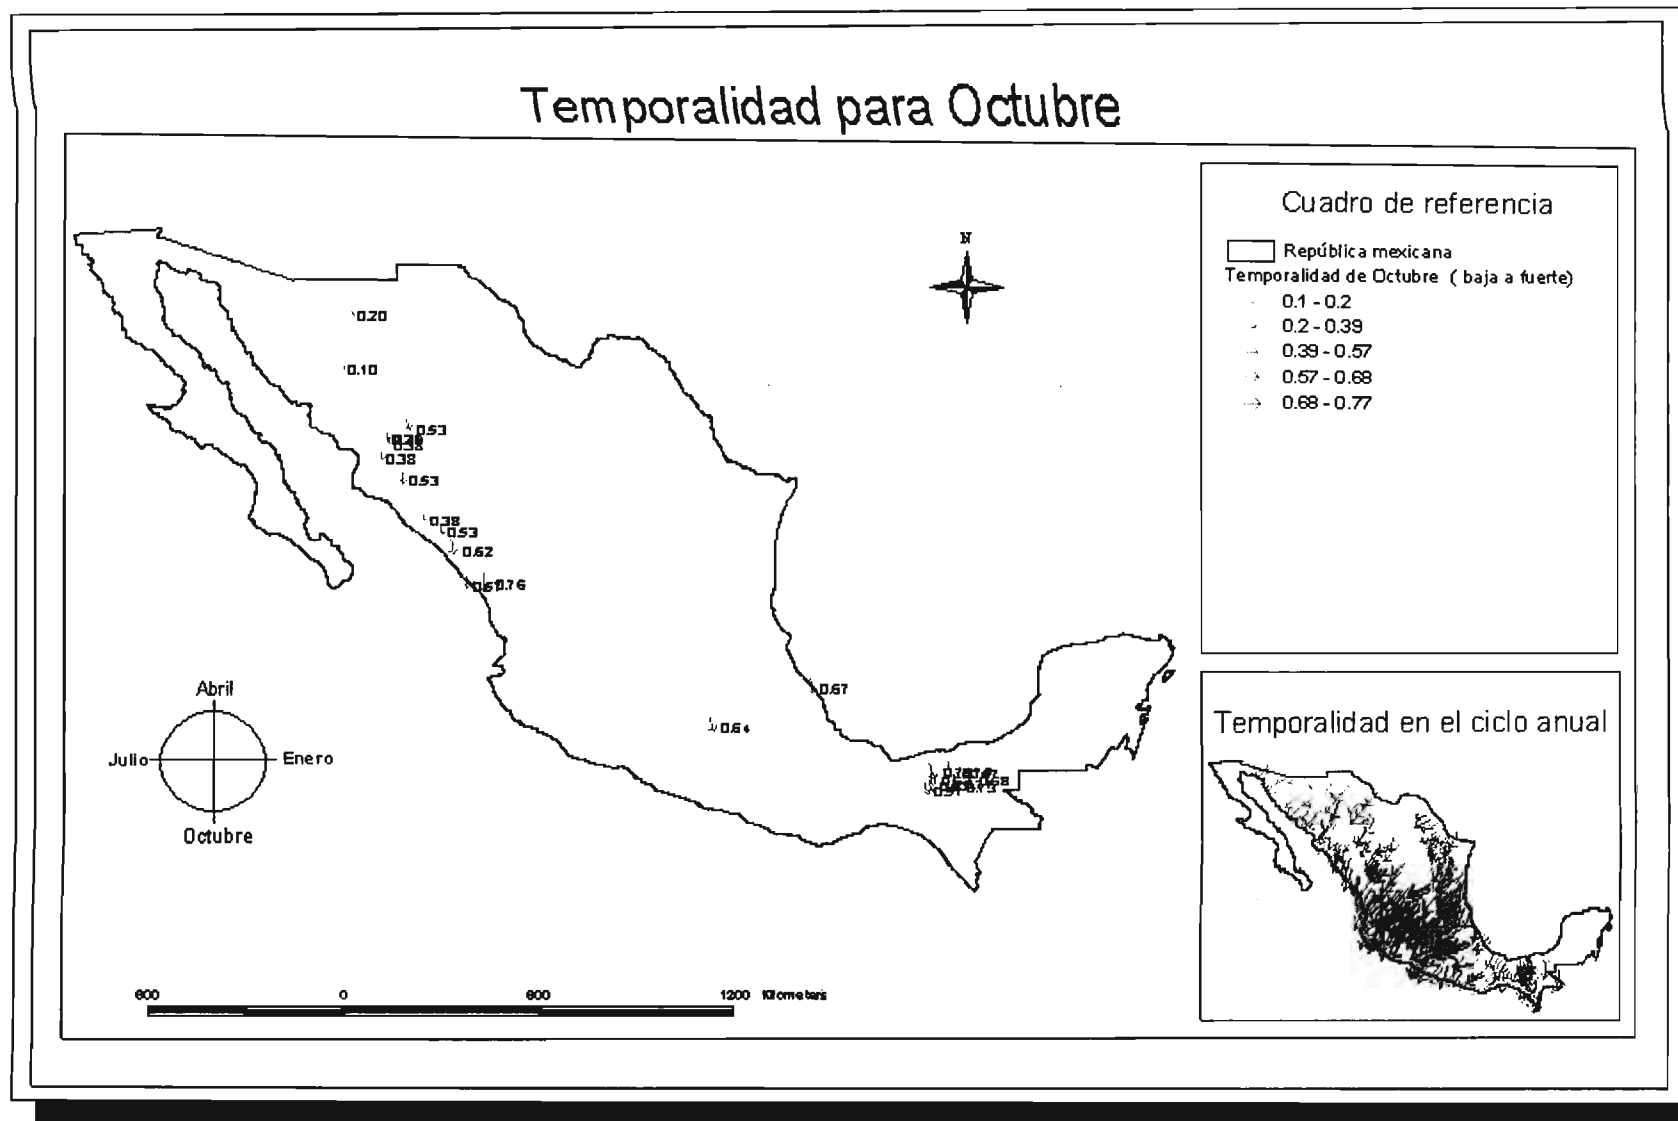 Temporalidad para Octubre
Cuadro de referencia
República mexicana
Temporalidad de Octubre ( baja a fuerte)
0.1 - 0.2
0.2 - 0.39
0.39 - 0.57
0.57 - 0.68
0.68 - 0.77
N
0.20
0.10
0.53
0.38
0.38
0.53
0.38
0.53
0.62
0.76
0.67
0.64
Abril
Julio
Enero
Octubre
Temporalidad en el ciclo anual
600 0 600 1200 Kilometers